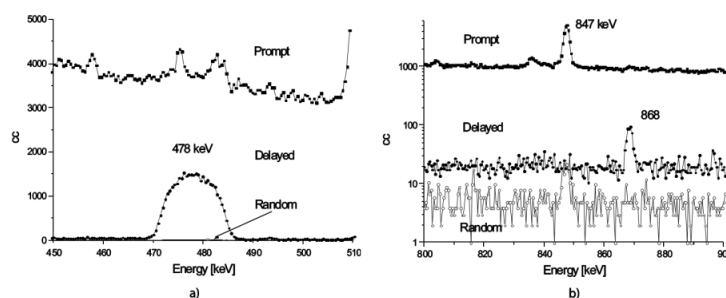 5000
4000
3000
2000
1000
0
cc
Prompt
478 keV
Delayed
Random
450 460 470 480 490 500 510
Energy [keV]
a)
1000
100
10
1
cc
847 keV
Prompt
868
Delayed
Random
800 820 840 860 880 90
Energy [keV]
b)